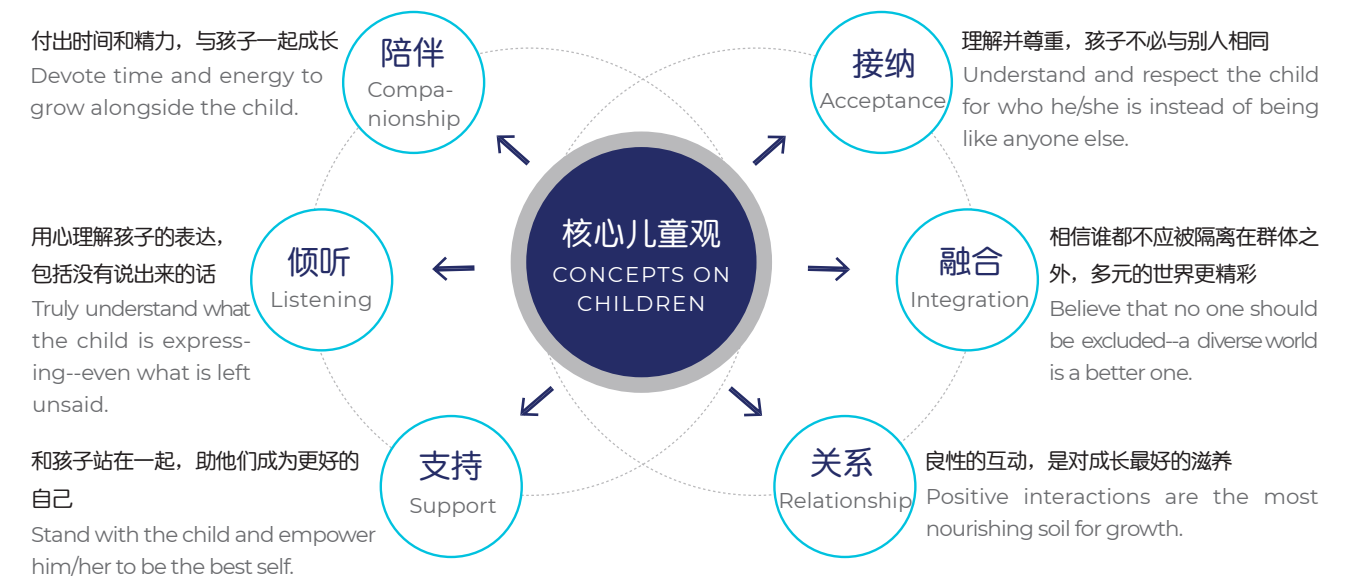 付出时间和精力，与孩子一起成长
Devote time and energy to
grow alongside the child.
陪伴
Compa-
nionship
用心理解孩子的表达，
包括没有说出来的话
Truly understand what
the child is express-
ing--even what is left
unsaid.
倾听
Listening
和孩子站在一起，助他们成为更好的
自己
Stand with the child and empower
him/her to be the best self.
支持
Support
核心儿童观
CONCEPTS ON
CHILDREN
接纳
Acceptance
理解并尊重，孩子不必与别人相同
Understand and respect the child
for who he/she is instead of being
like anyone else.
融合
Integration
相信谁都不应被隔离在群体之
外，多元的世界更精彩
Believe that no one should
be excluded--a diverse world
is a better one.
关系
Relationship
良性的互动，是对成长最好的滋养
Positive interactions are the most
nourishing soil for growth.